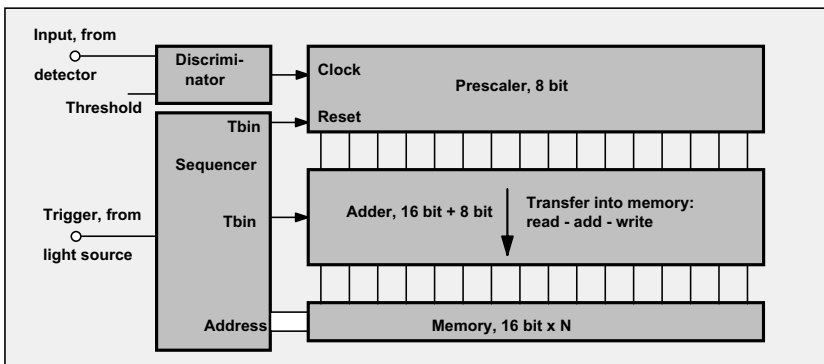 Input, from
detector
Threshold
Discrimi-
nator
Clock
Prescaler, 8 bit
Reset
Tbin
Sequencer
Trigger, from
light source
Tbin
Adder, 16 bit + 8 bit
Transfer into memory:
read - add - write
Address
Memory, 16 bit x N